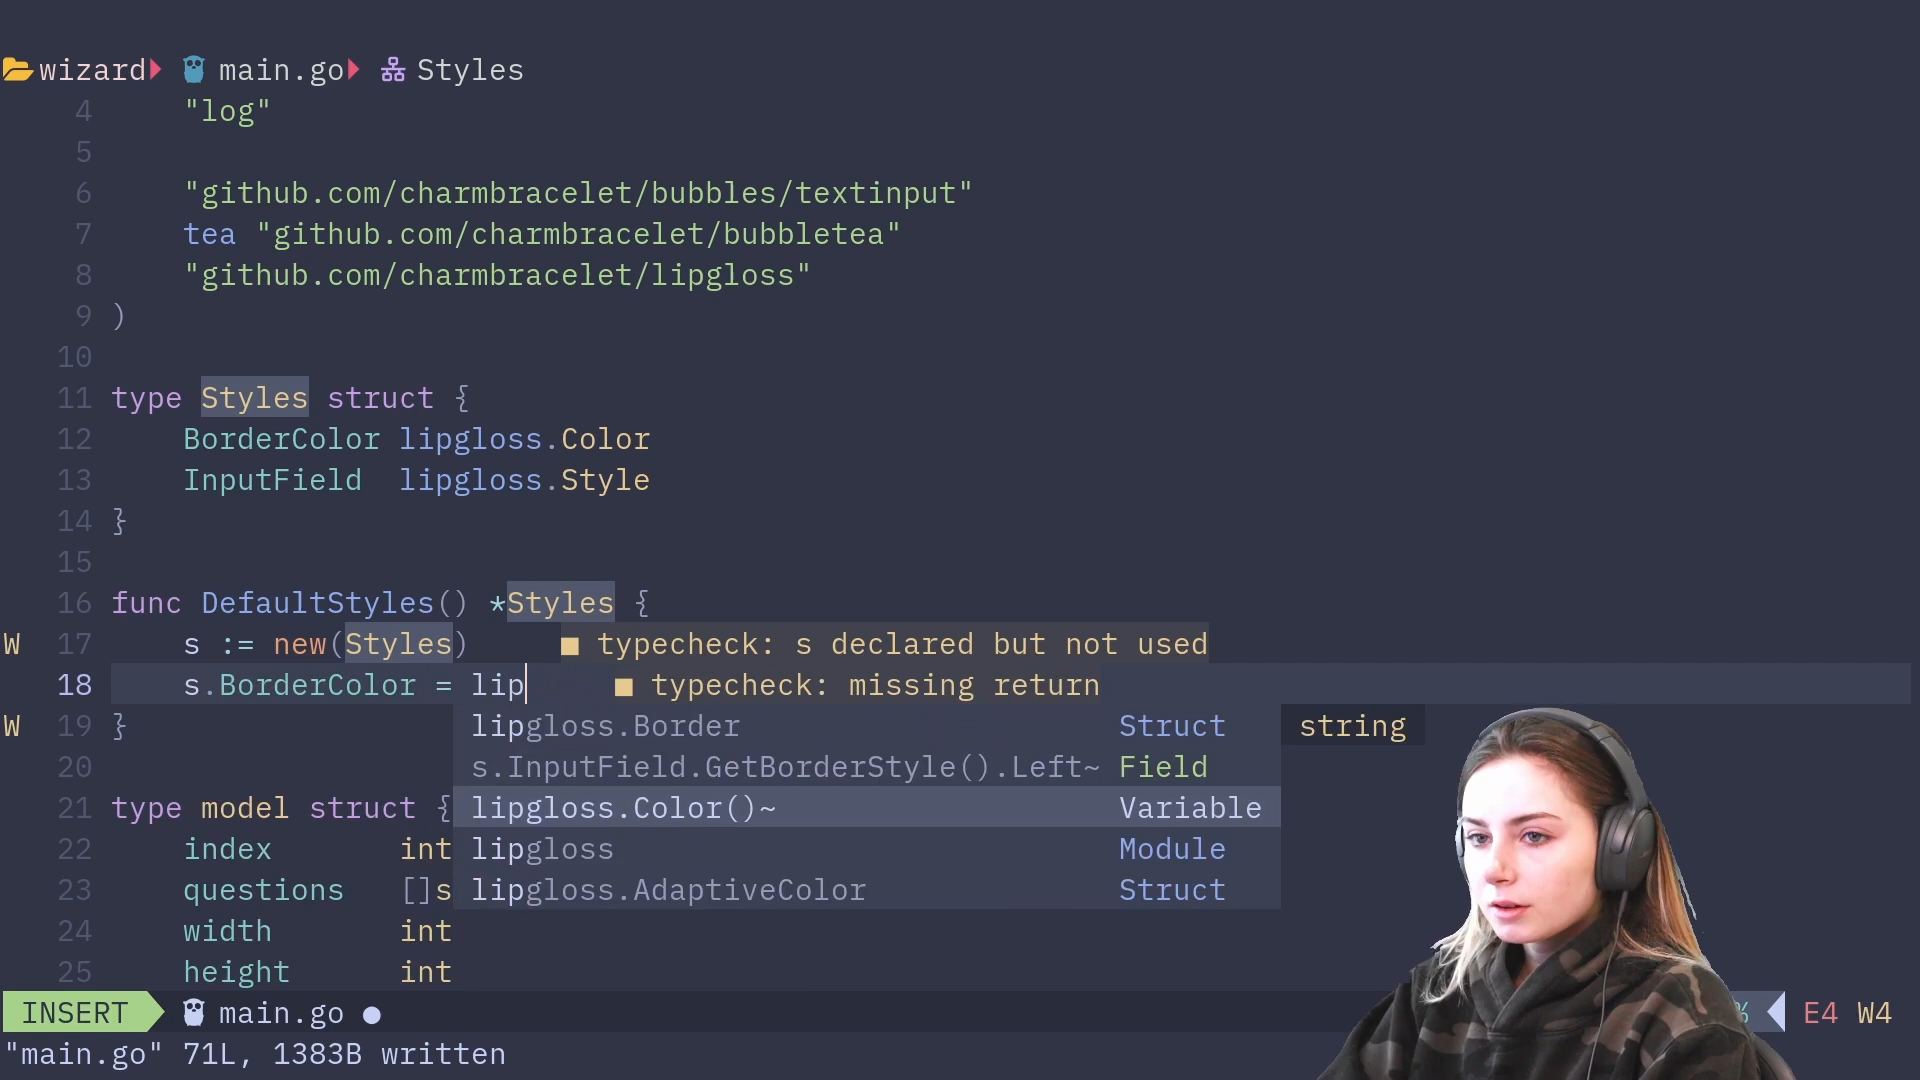 wizard main.go Styles
4 "log"
5
6 "github.com/charmbracelet/bubbles/textinput"
7 tea "github.com/charmbracelet/bubbletea"
8 "github.com/charmbracelet/lipgloss"
9 )
10
11 type Styles struct {
12 BorderColor lipgloss.Color
13 InputField lipgloss.Style
14 }
15
16 func DefaultStyles() *Styles {
W 17 s := new(Styles) ■ typecheck: s declared but not used
18 s.BorderColor = lip ■ typecheck: missing return
W 19 } lipgloss.Border Struct string
20 s.InputField.GetBorderStyle().Left~ Field
21 type model struct { lipgloss.Color()~ Variable
22 index int lipgloss Module
23 questions []s lipgloss.AdaptiveColor Struct
24 width int
25 height int
INSERT main.go ● % E4 W4
"main.go" 71L, 1383B written